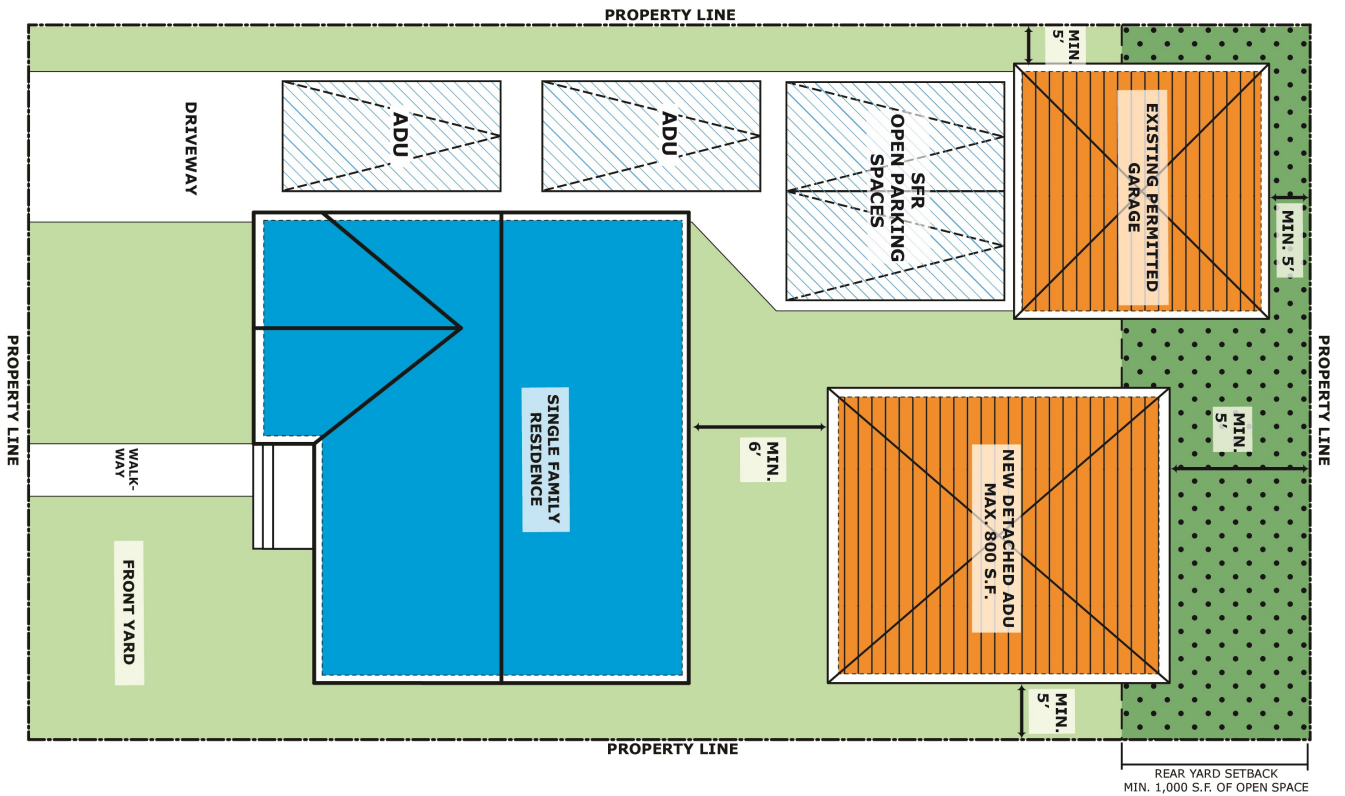 PROPERTY LINE
MIN.
5’
DRIVEWAY
ADU
ADU
SFR
OPEN PARKING
SPACES
EXISTING PERMITTED
GARAGE
MIN. 5’
PROPERTY LINE
PROPERTY LINE
SINGLE FAMILY
RESIDENCE
MIN.
6’
MIN.
5’
NEW DETACHED ADU
MAX. 800 S.F.
WALK-
WAY
FRONT YARD
MIN.
5’
PROPERTY LINE
REAR YARD SETBACK
MIN. 1,000 S.F. OF OPEN SPACE